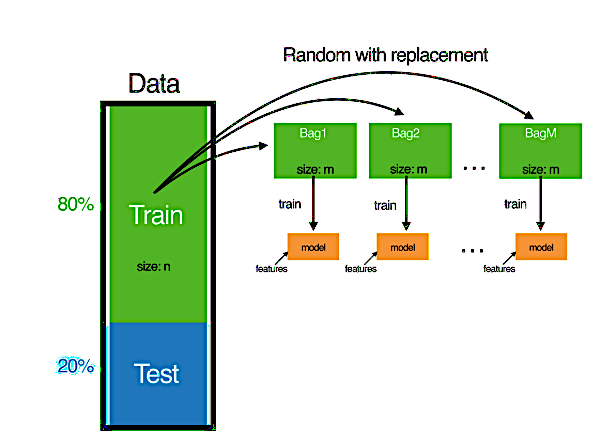 Random with replacement
Data
Bag1
Bag2
BagM
size: m
size: m
...
size: m
80%
train
train
train
Train
model
model
...
model
size: n
features
features
features
20%
Test